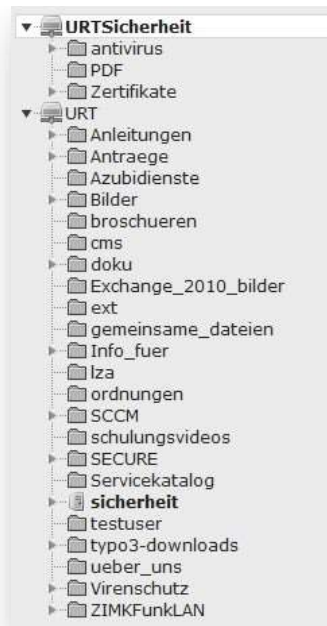 URTSicherheit
antivirus
PDF
Zertifikate
URT
Anleitungen
Antraege
Azubidienste
Bilder
broschueren
cms
doku
Exchange_2010_bilder
ext
gemeinsame_dateien
Info_fuer
lza
ordnungen
SCCM
schulungsvideos
SECURE
Servicekatalog
sicherheit
testuser
typo3-downloads
ueber_uns
Virenschutz
ZIMKFunkLAN